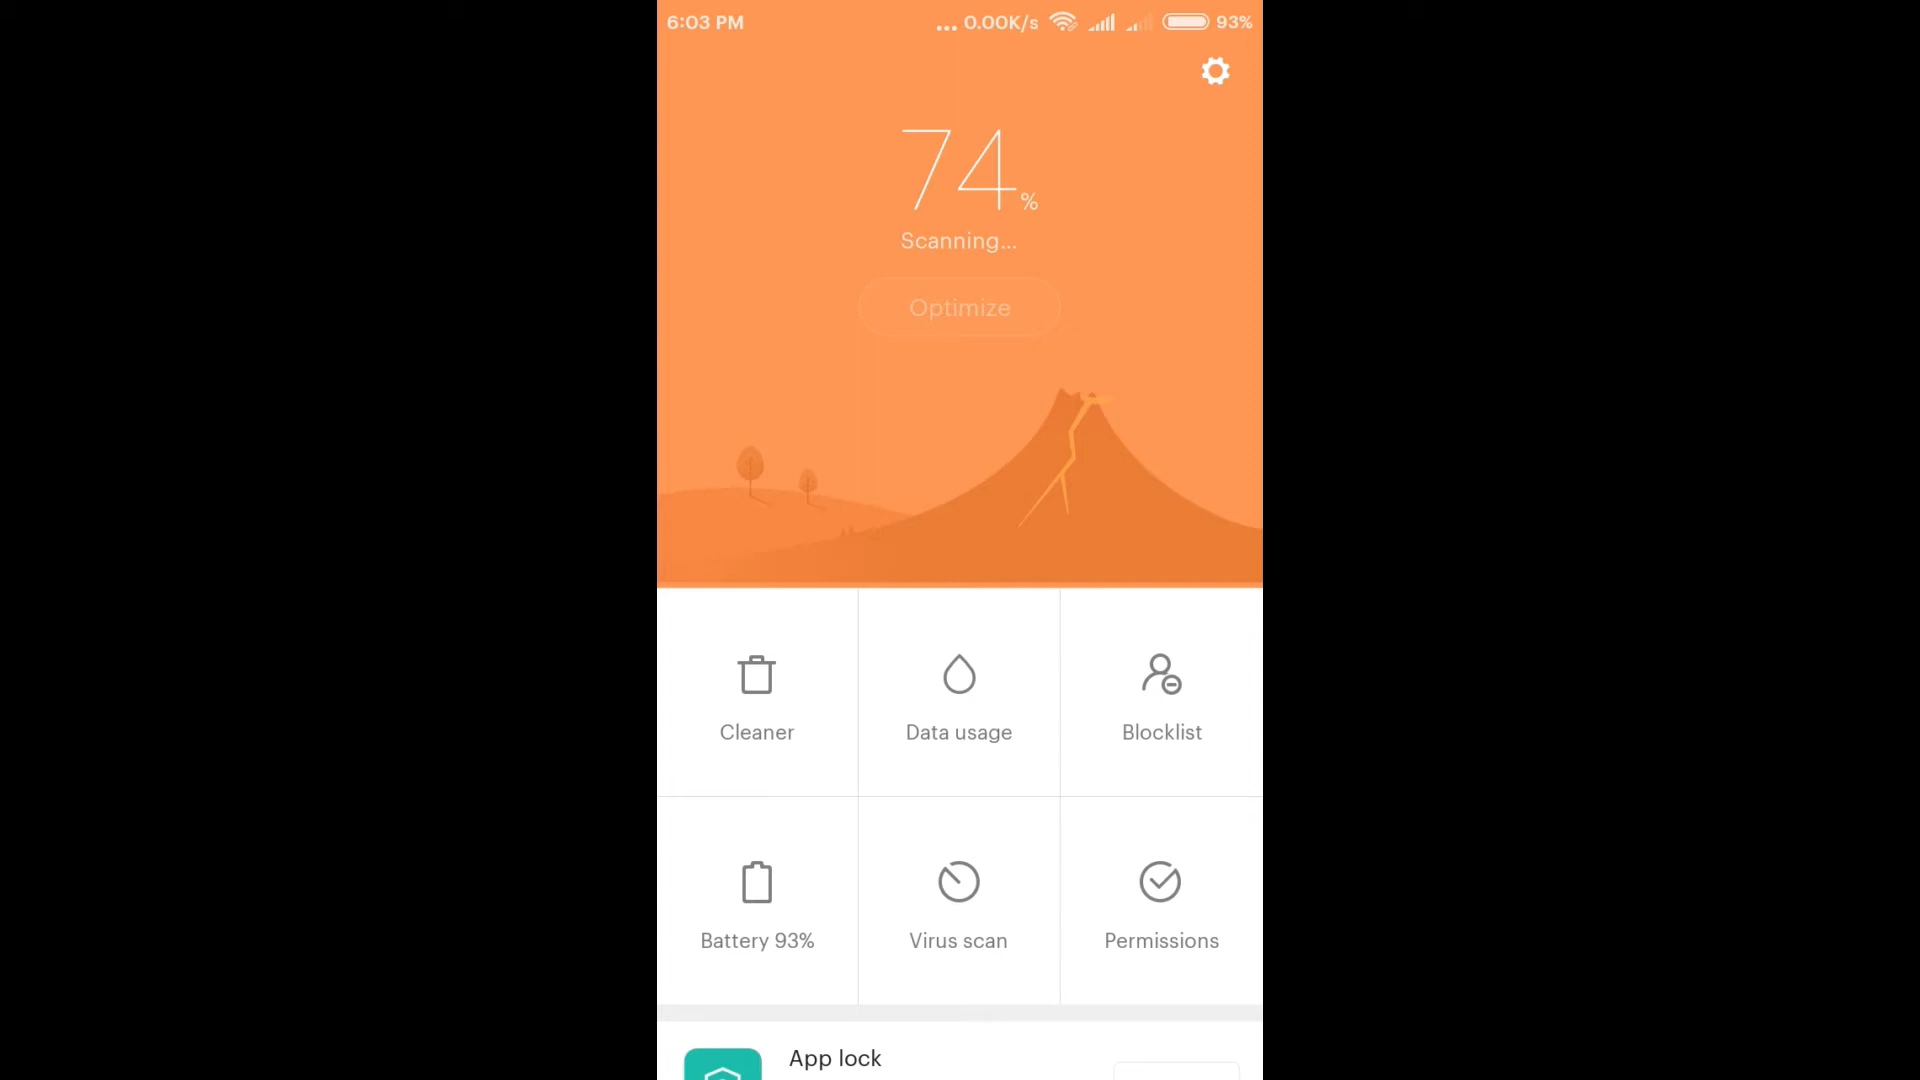 6:03 PM ... 0.00K/s 93%
74%
Scanning...
Optimize
Cleaner Data usage Blocklist
Battery 93% Virus scan Permissions
App lock